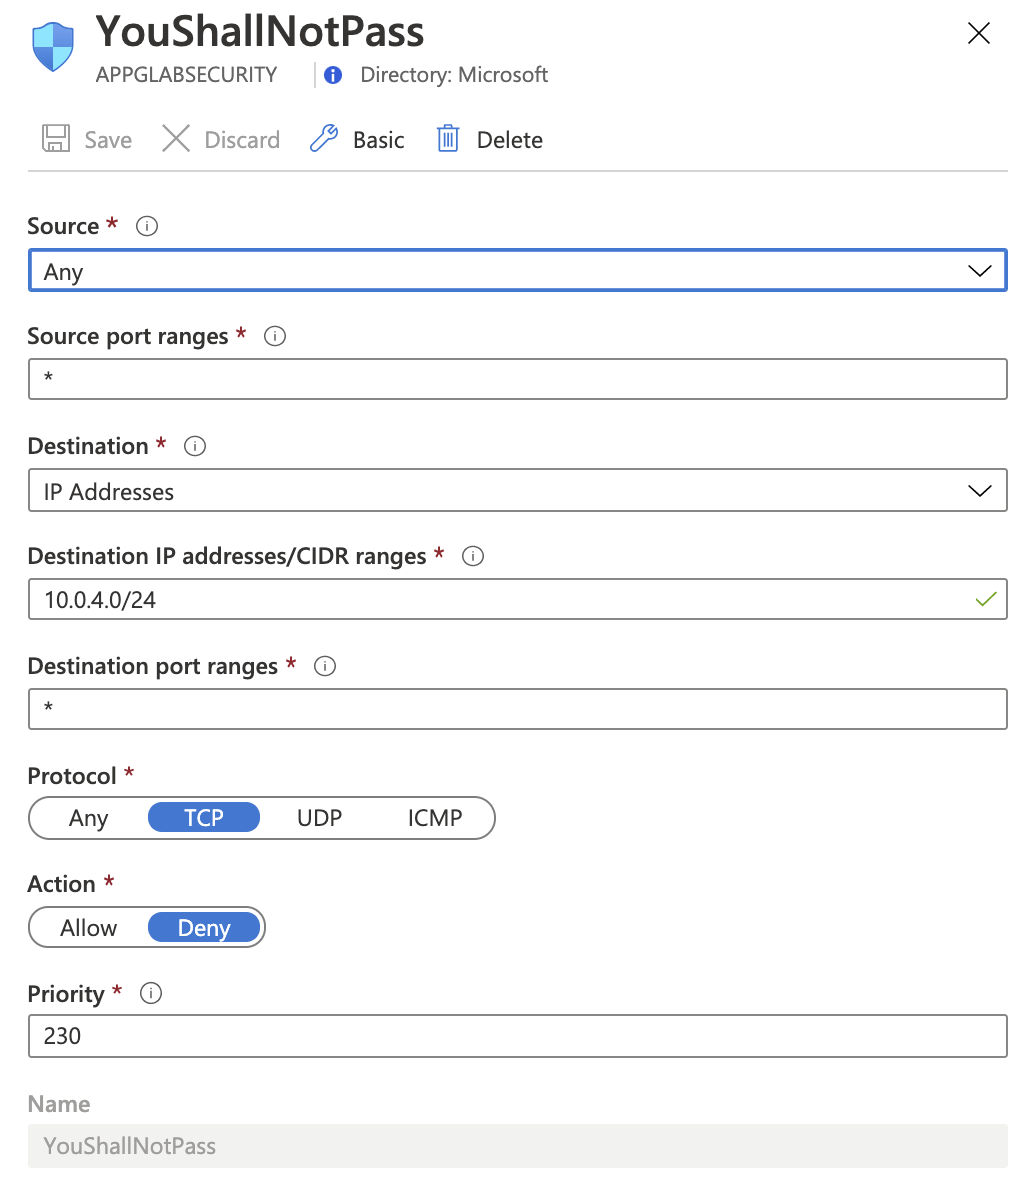 YouShallNotPass
APPGLABSECURITY
Directory: Microsoft
Save Discard Basic Delete
Source *
Any
Source port ranges *
*
Destination *
IP Addresses
Destination IP addresses/CIDR ranges *
10.0.4.0/24
Destination port ranges *
*
Protocol *
Any TCP UDP ICMP
Action *
Allow Deny
Priority *
230
Name
YouShallNotPass